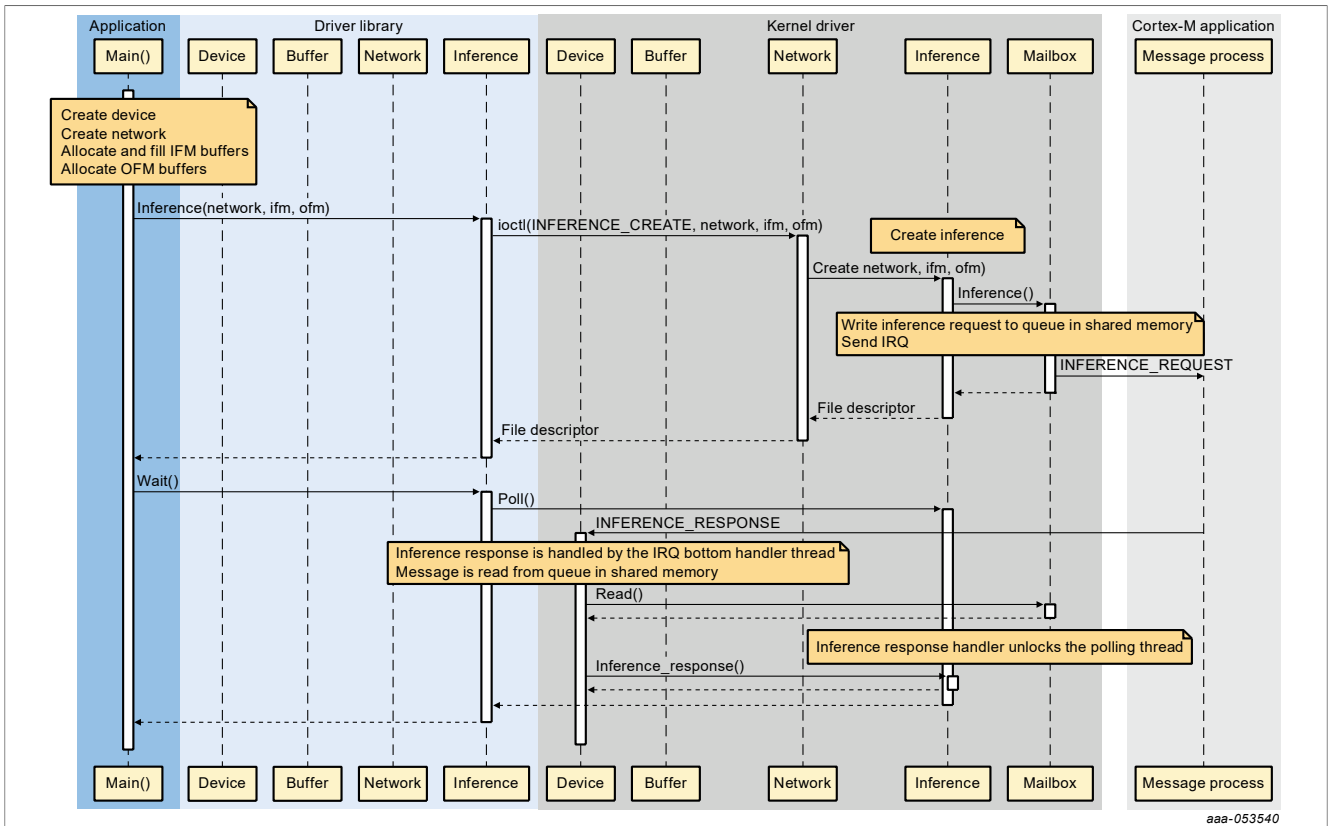 Application
Driver library
Kernel driver
Cortex-M application
Main()
Device
Buffer
Network
Inference
Device
Buffer
Network
Inference
Mailbox
Message process
Create device
Create network
Allocate and fill IFM buffers
Allocate OFM buffers
Inference(network, ifm, ofm)
ioctl(INFERENCE_CREATE, network, ifm, ofm)
Create inference
Create network, ifm, ofm)
Inference()
Write inference request to queue in shared memory
Send IRQ
INFERENCE_REQUEST
File descriptor
File descriptor
Wait()
Poll()
INFERENCE_RESPONSE
Inference response is handled by the IRQ bottom handler thread
Message is read from queue in shared memory
Read()
Inference response handler unlocks the polling thread
Inference_response()
Main()
Device
Buffer
Network
Inference
Device
Buffer
Network
Inference
Mailbox
Message process
aaa-053540